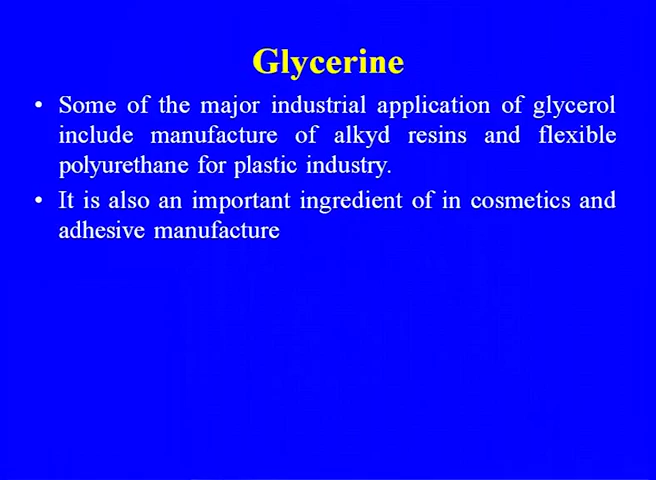 Glycerine
• Some of the major industrial application of glycerol
include manufacture of alkyd resins and flexible
polyurethane for plastic industry.
• It is also an important ingredient of in cosmetics and
adhesive manufacture